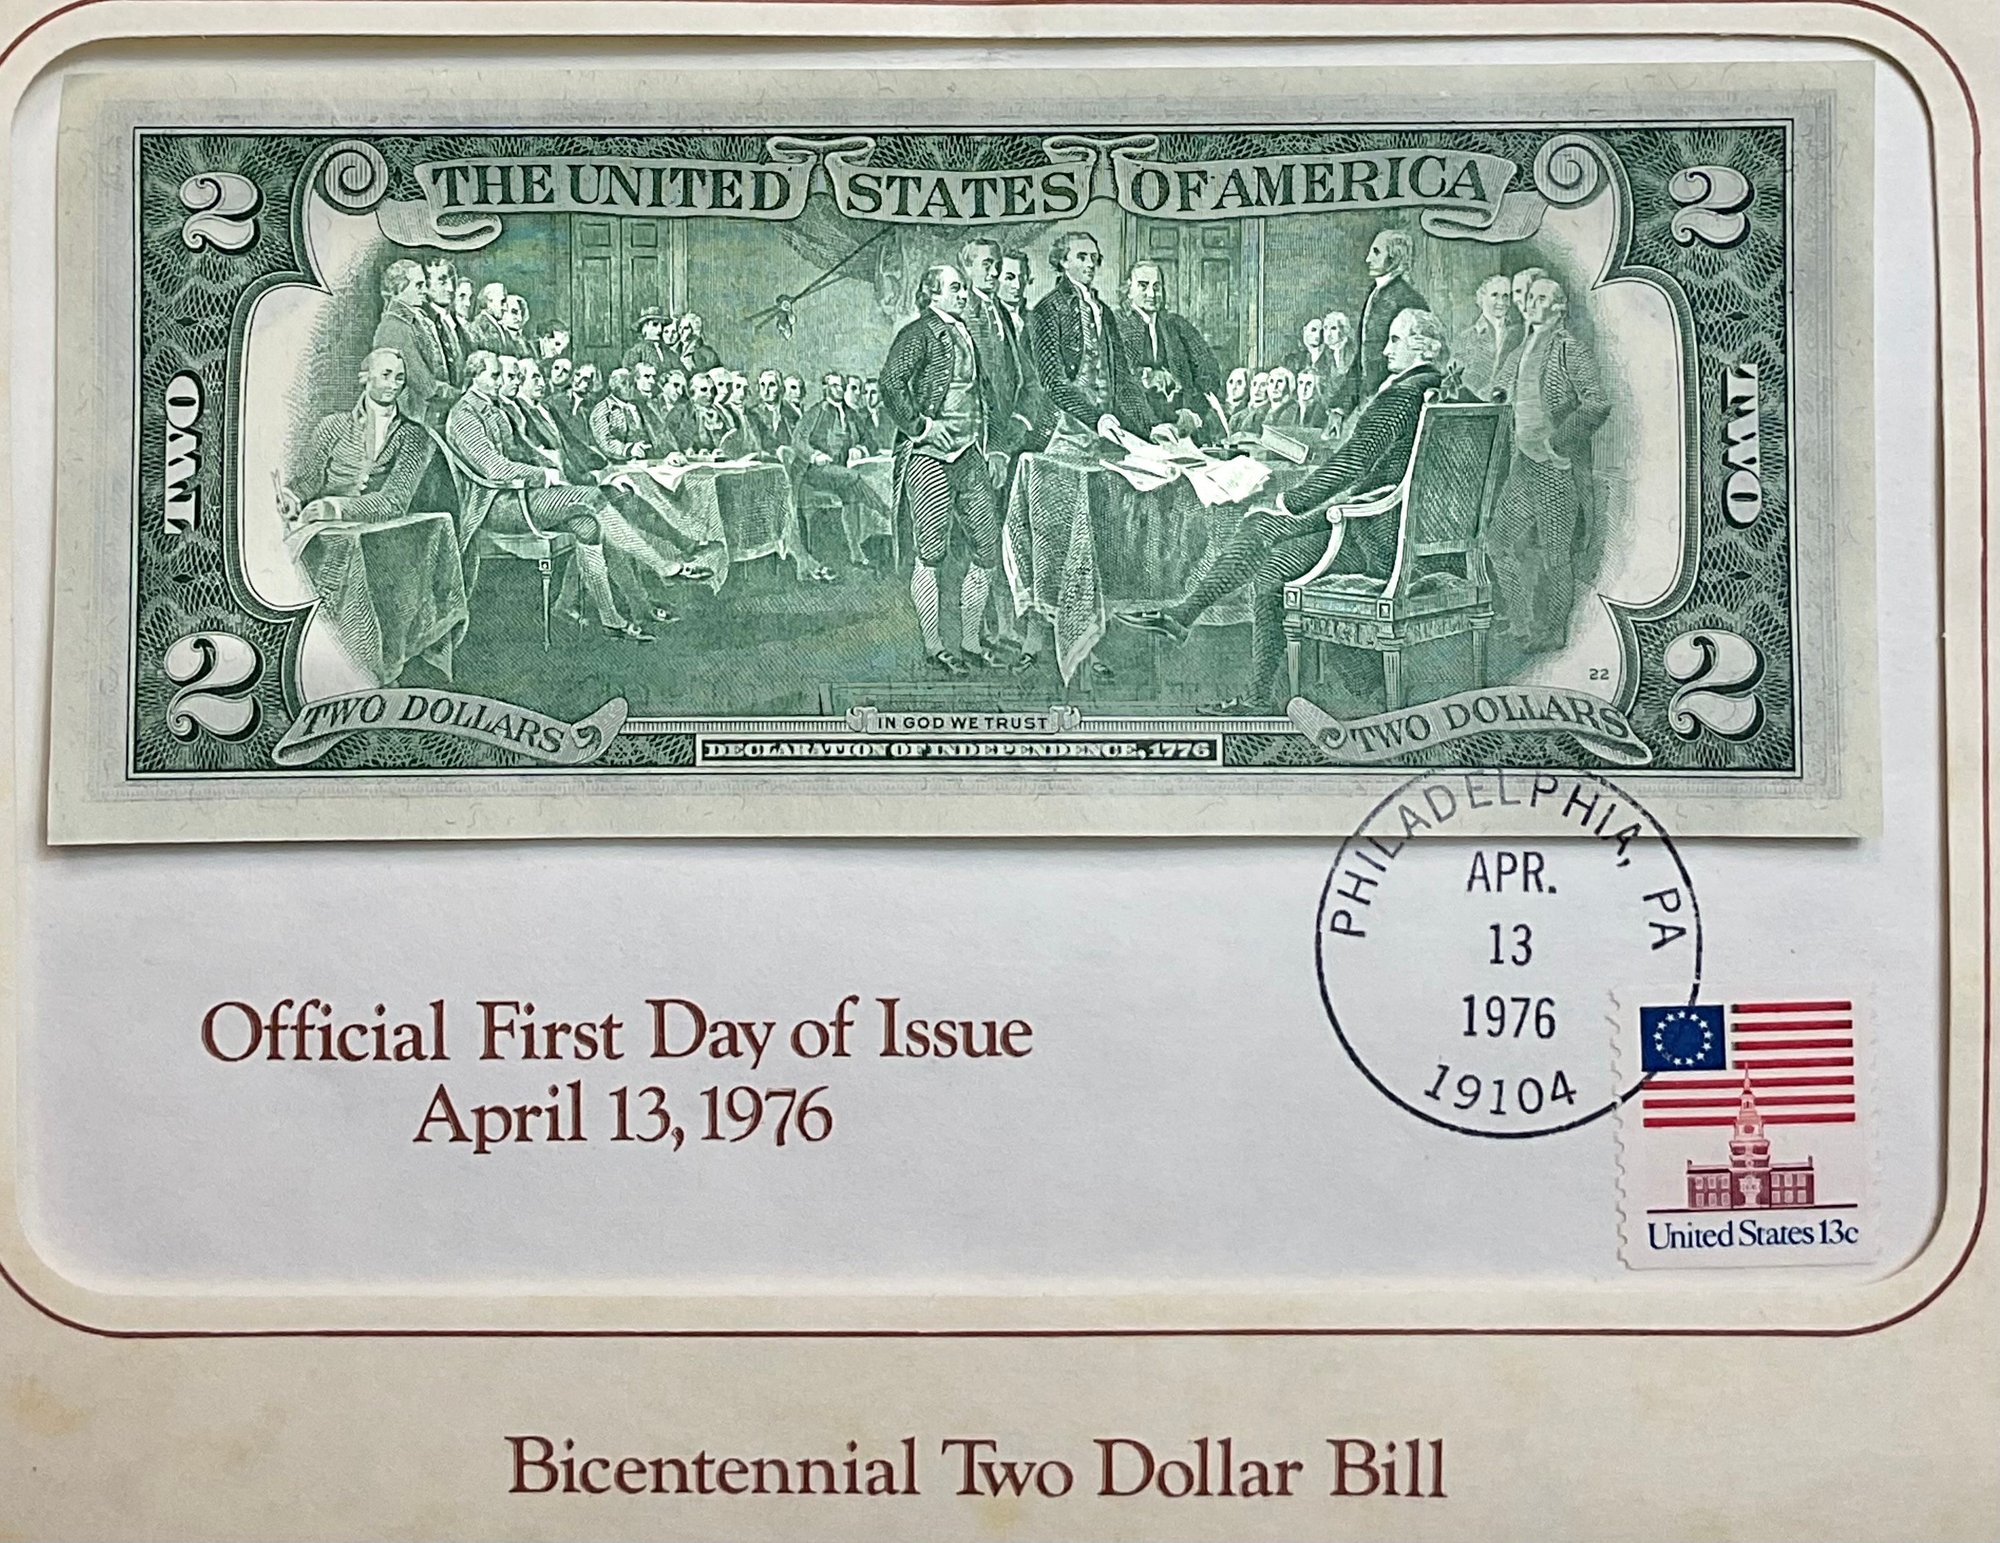 2 THE UNITED STATES OF AMERICA 2
TWO TWO
22
2 TWO DOLLARS IN GOD WE TRUST TWO DOLLARS 2
DECLARATION OF INDEPENDENCE, 1776
PHILADELPHIA, PA
APR.
13
1976
19104
Official First Day of Issue
April 13, 1976
United States 13c
Bicentennial Two Dollar Bill